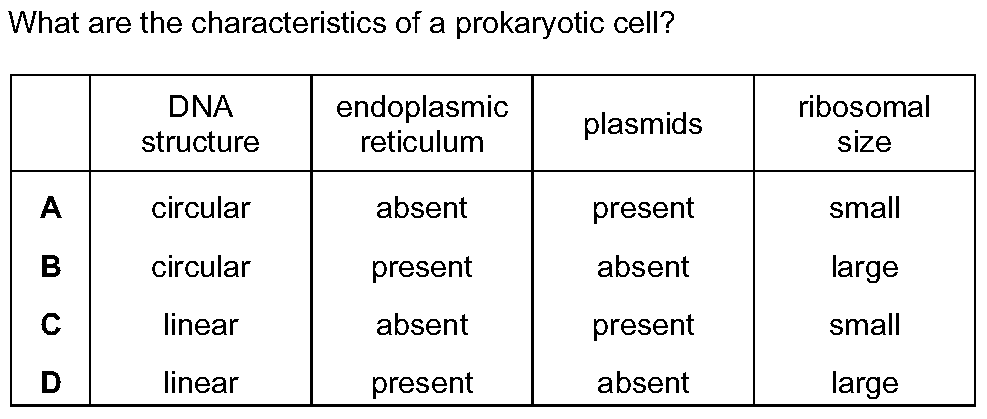 What are the characteristics of a prokaryotic cell?
DNA structure endoplasmic reticulum plasmids ribosomal size
A circular absent present small
B circular present absent large
C linear absent present small
D linear present absent large